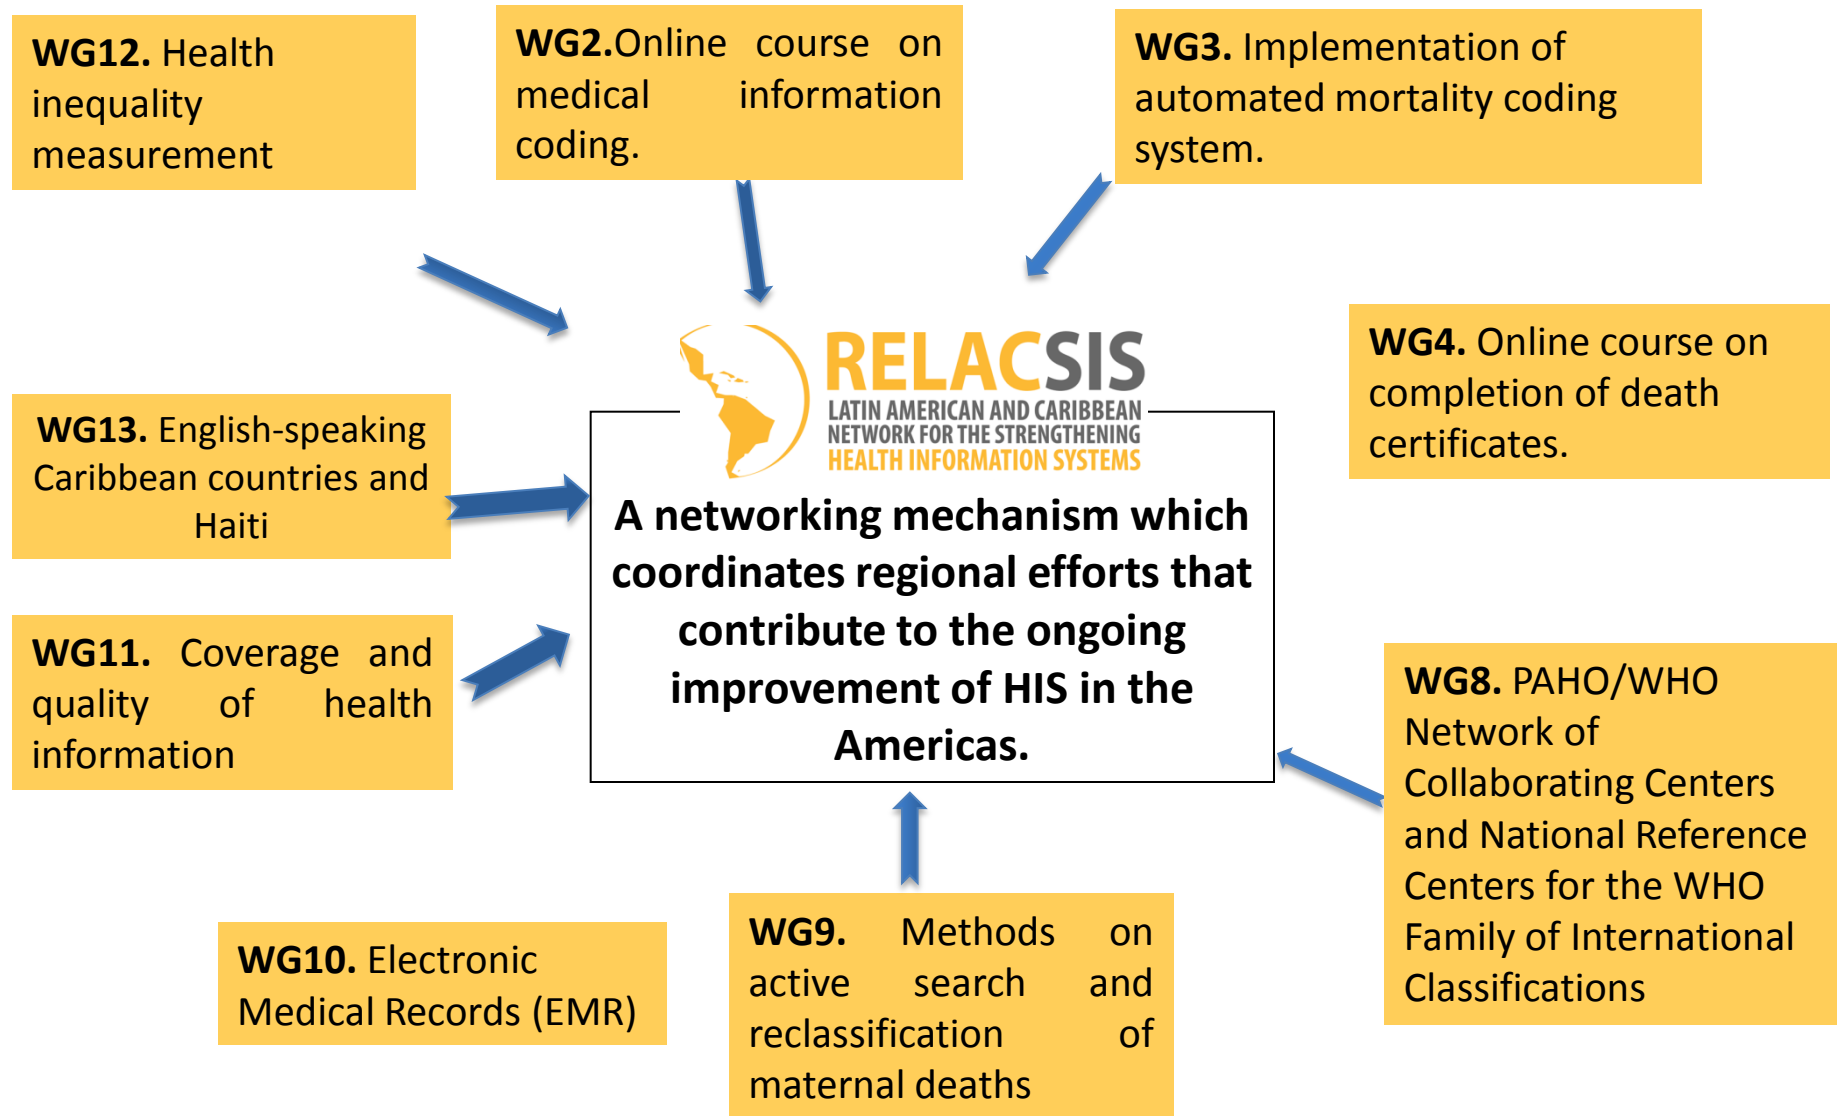 WG12. Health
inequality
measurement
WG2.Online course on
medical information
coding.
WG3. Implementation of
automated mortality coding
system.
WG4. Online course on
completion of death
certificates.
RELACSIS
LATIN AMERICAN AND CARIBBEAN
NETWORK FOR THE STRENGTHENING
HEALTH INFORMATION SYSTEMS
A networking mechanism which
coordinates regional efforts that
contribute to the ongoing
improvement of HIS in the
Americas.
WG13. English-speaking
Caribbean countries and
Haiti
WG11. Coverage and
quality of health
information
WG8. PAHO/WHO
Network of
Collaborating Centers
and National Reference
Centers for the WHO
Family of International
Classifications
WG10. Electronic
Medical Records (EMR)
WG9. Methods on
active search and
reclassification of
maternal deaths